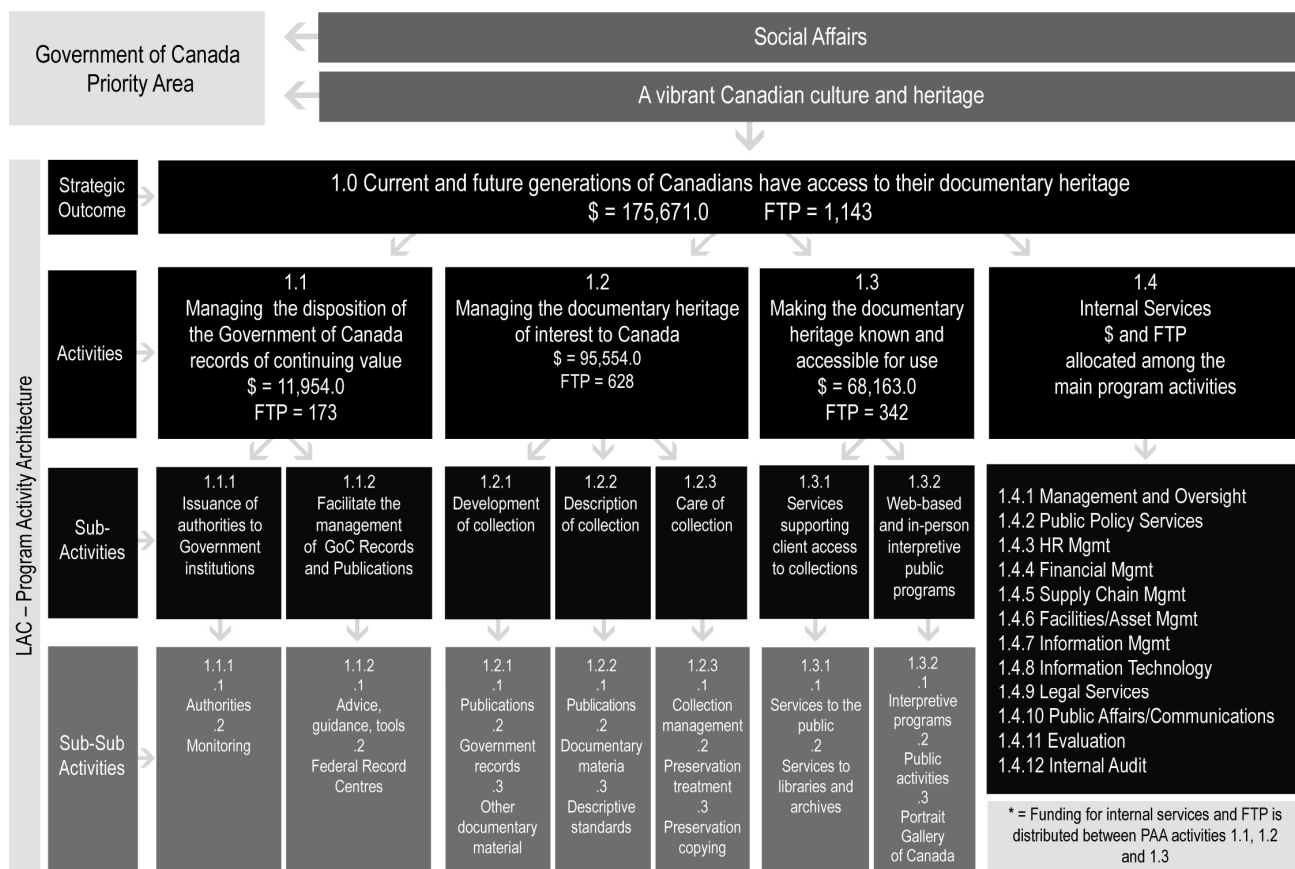 Government of Canada
Priority Area
Social Affairs
A vibrant Canadian culture and heritage
LAC – Program Activity Architecture
Strategic
Outcome
1.0 Current and future generations of Canadians have access to their documentary heritage
$ = 175,671.0 FTP = 1,143
Activities
1.1
Managing the disposition of
the Government of Canada
records of continuing value
$ = 11,954.0
FTP = 173
1.2
Managing the documentary heritage
of interest to Canada
$ = 95,554.0
FTP = 628
1.3
Making the documentary
heritage known and
accessible for use
$ = 68,163.0
FTP = 342
1.4
Internal Services
$ and FTP
allocated among the
main program activities
Sub-
Activities
1.1.1
Issuance of
authorities to
Government
institutions
1.1.2
Facilitate the
management
of GoC Records
and Publications
1.2.1
Development
of collection
1.2.2
Description
of collection
1.2.3
Care of
collection
1.3.1
Services
supporting
client access
to collections
1.3.2
Web-based
and in-person
interpretive
public
programs
1.4.1 Management and Oversight
1.4.2 Public Policy Services
1.4.3 HR Mgmt
1.4.4 Financial Mgmt
1.4.5 Supply Chain Mgmt
1.4.6 Facilities/Asset Mgmt
1.4.7 Information Mgmt
1.4.8 Information Technology
1.4.9 Legal Services
1.4.10 Public Affairs/Communications
1.4.11 Evaluation
1.4.12 Internal Audit
Sub-Sub
Activities
1.1.1
.1
Authorities
.2
Monitoring
1.1.2
.1
Advice,
guidance, tools
.2
Federal Record
Centres
1.2.1
.1
Publications
.2
Government
records
.3
Other
documentary
material
1.2.2
.1
Publications
.2
Documentary
materia
.3
Descriptive
standards
1.2.3
.1
Collection
management
.2
Preservation
treatment
.3
Preservation
copying
1.3.1
.1
Services to the
public
.2
Services to
libraries and
archives
1.3.2
.1
Interpretive
programs
.2
Public
activities
.3
Portrait
Gallery
of Canada
* = Funding for internal services and FTP is
distributed between PAA activities 1.1, 1.2
and 1.3